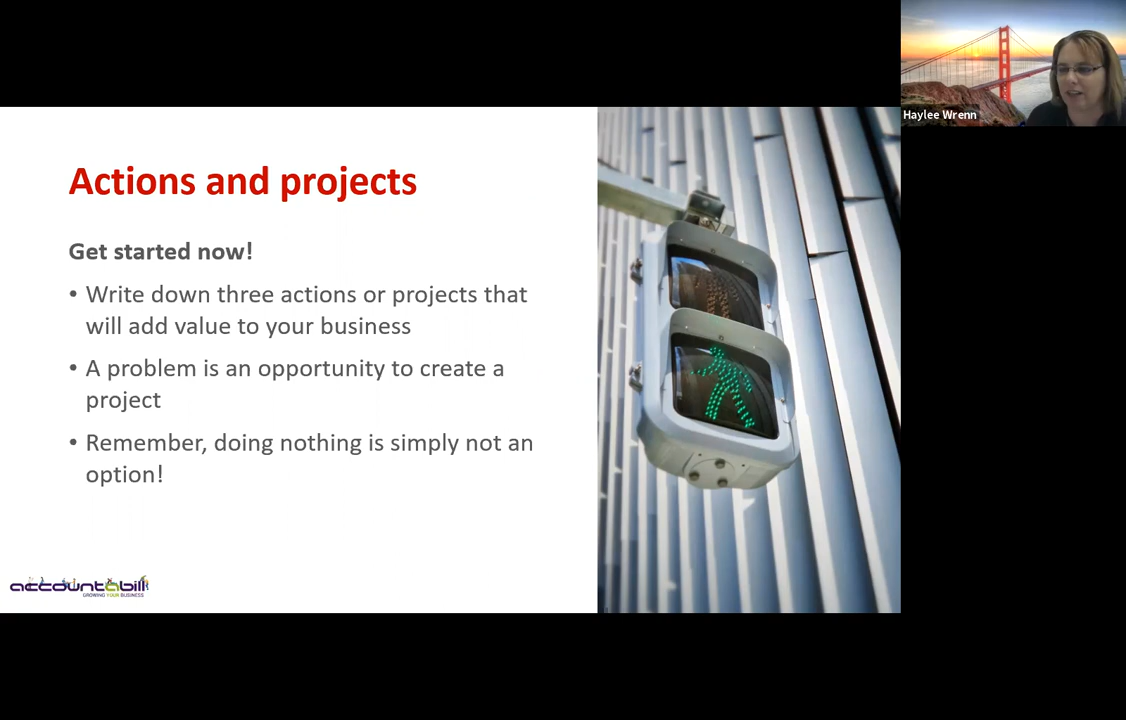 Haylee Wrenn
Actions and projects
Get started now!
• Write down three actions or projects that
will add value to your business
• A problem is an opportunity to create a
project
• Remember, doing nothing is simply not an
option!
accountabill
GROWING YOUR BUSINESS